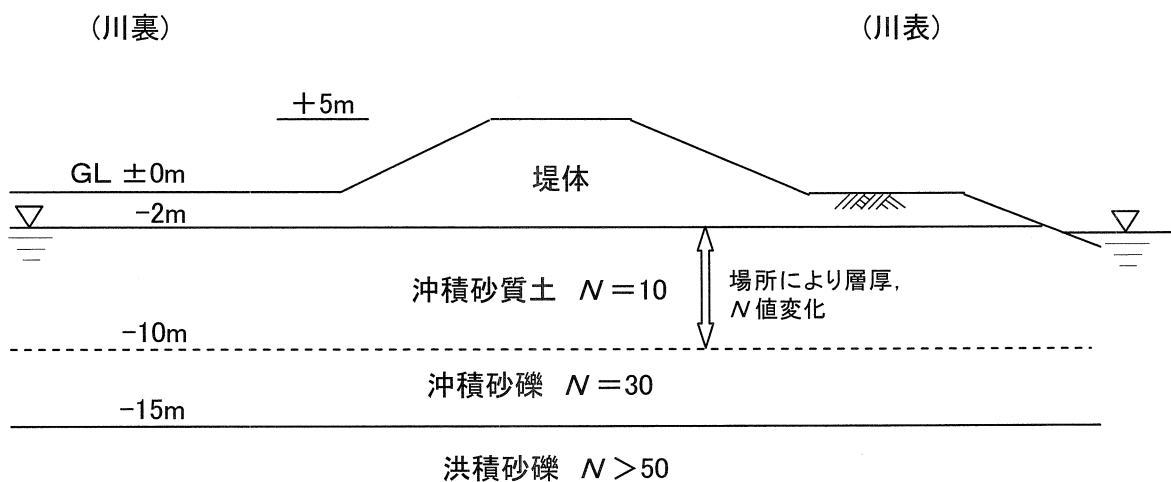 (川裏)
(川表)
+5m
GL ±0m
堤体
-2m
沖積砂質土 N=10
場所により層厚,
N値変化
-10m
沖積砂礫 N=30
-15m
洪積砂礫 N>50